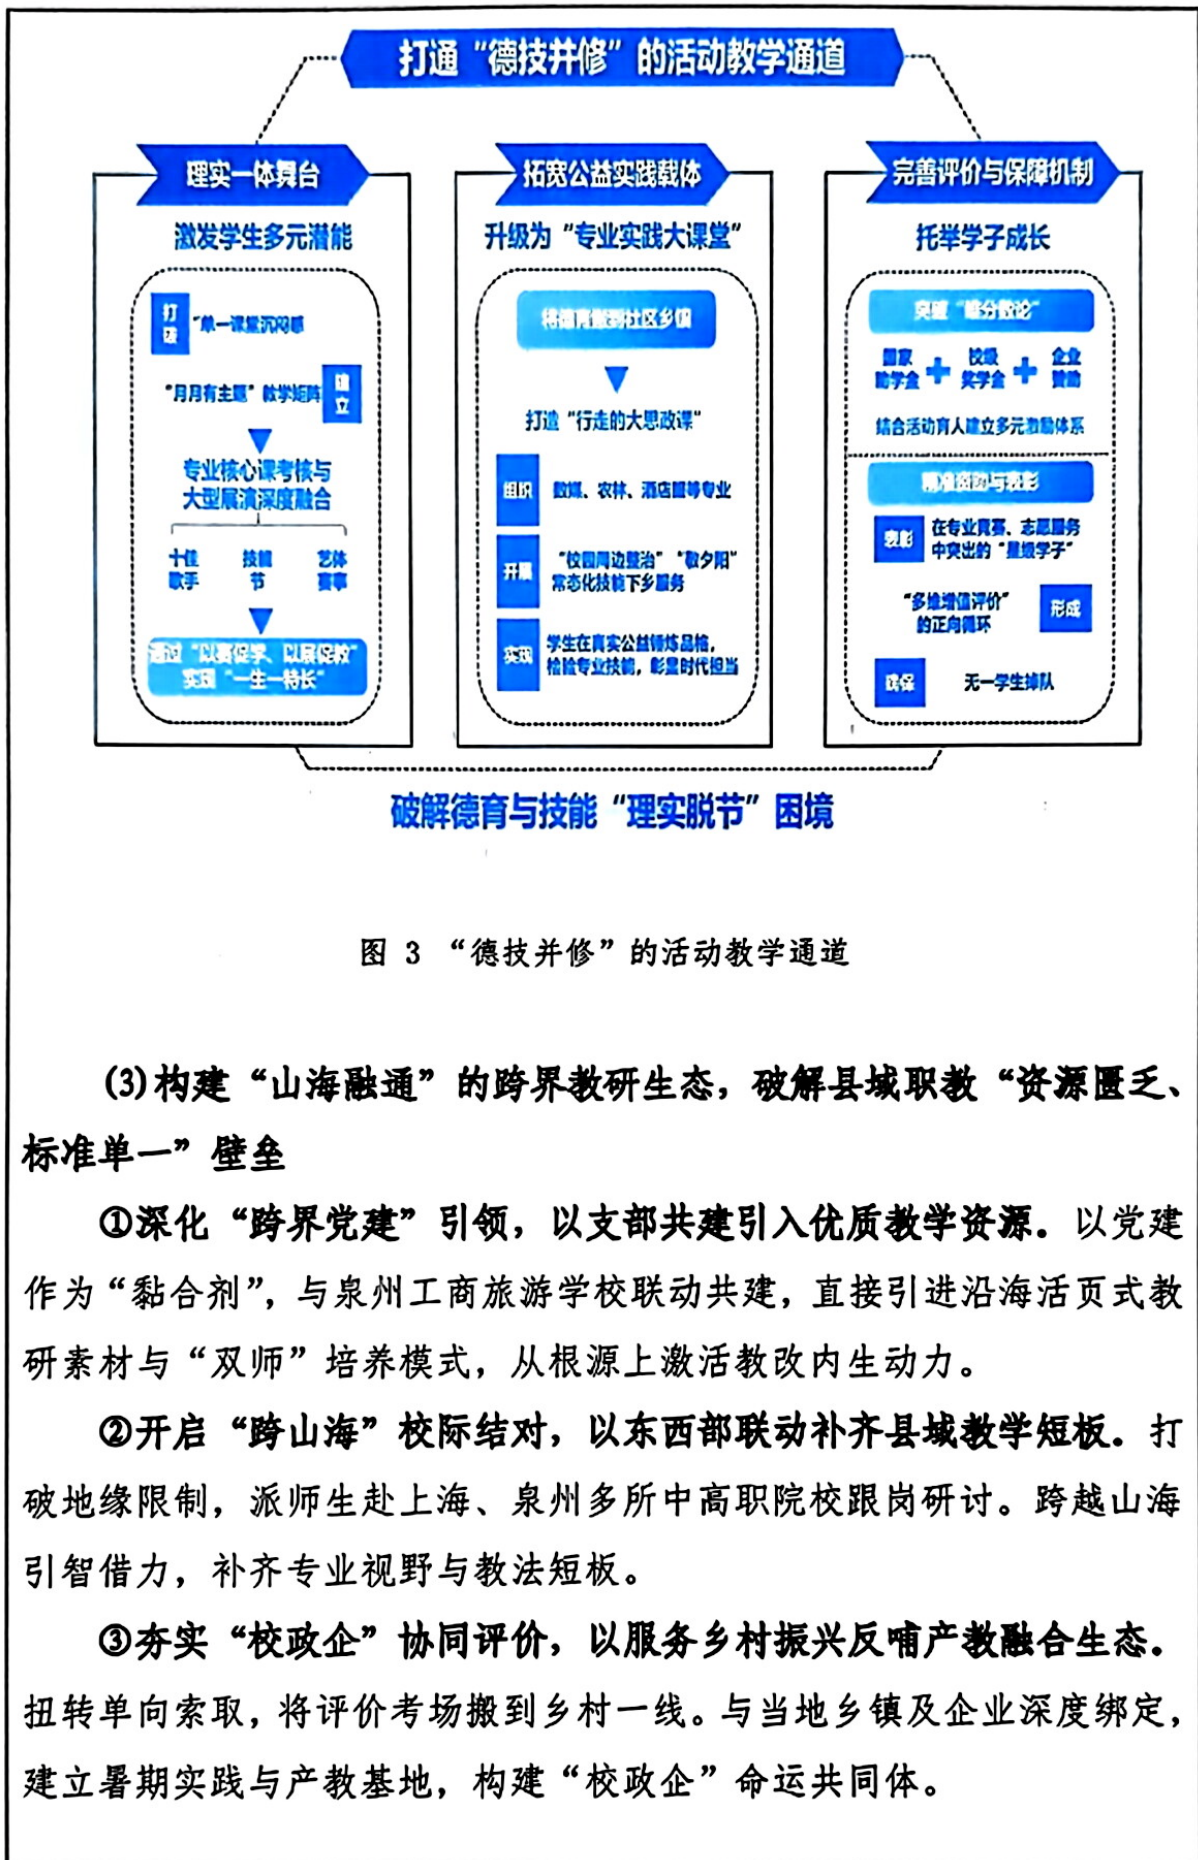 打通“德技并修”的活动教学通道
理实一体舞台
激发学生多元潜能
打破
“单一课堂沉闷感
“月月有主题”教学矩阵
建立
专业核心课考核与
大型展演深度融合
十佳
歌手
技能
节
艺体
赛事
通过“以赛促学、以展促教”
实现“一生一特长”
拓宽公益实践载体
升级为“专业实践大课堂”
将德育做到社区乡镇
打造“行走的大思政课”
组织
数媒、农林、酒店服等专业
开展
“校园周边整治”“敬夕阳”
常态化技能下乡服务
实现
学生在真实公益锤炼品格，
检验专业技能，彰显时代担当
完善评价与保障机制
托举学子成长
突破“唯分数论”
国家
助学金
+
校级
奖学金
+
企业
赞助
结合活动育人建立多元激励体系
精准资助与表彰
表彰
在专业竞赛、志愿服务
中突出的“星级学子”
“多维增值评价”
的正向循环
形成
确保
无一学生掉队
破解德育与技能“理实脱节”困境
图 3 “德技并修”的活动教学通道
(3)构建“山海融通”的跨界教研生态，破解县域职教“资源匮乏、
标准单一”壁垒
①深化“跨界党建”引领，以支部共建引入优质教学资源。以党建
作为“黏合剂”，与泉州工商旅游学校联动共建，直接引进沿海活页式教
研素材与“双师”培养模式，从根源上激活教改内生动力。
②开启“跨山海”校际结对，以东西部联动补齐县域教学短板。打
破地缘限制，派师生赴上海、泉州多所中高职院校跟岗研讨。跨越山海
引智借力，补齐专业视野与教法短板。
③夯实“校政企”协同评价，以服务乡村振兴反哺产教融合生态。
扭转单向索取，将评价考场搬到乡村一线。与当地乡镇及企业深度绑定，
建立暑期实践与产教基地，构建“校政企”命运共同体。